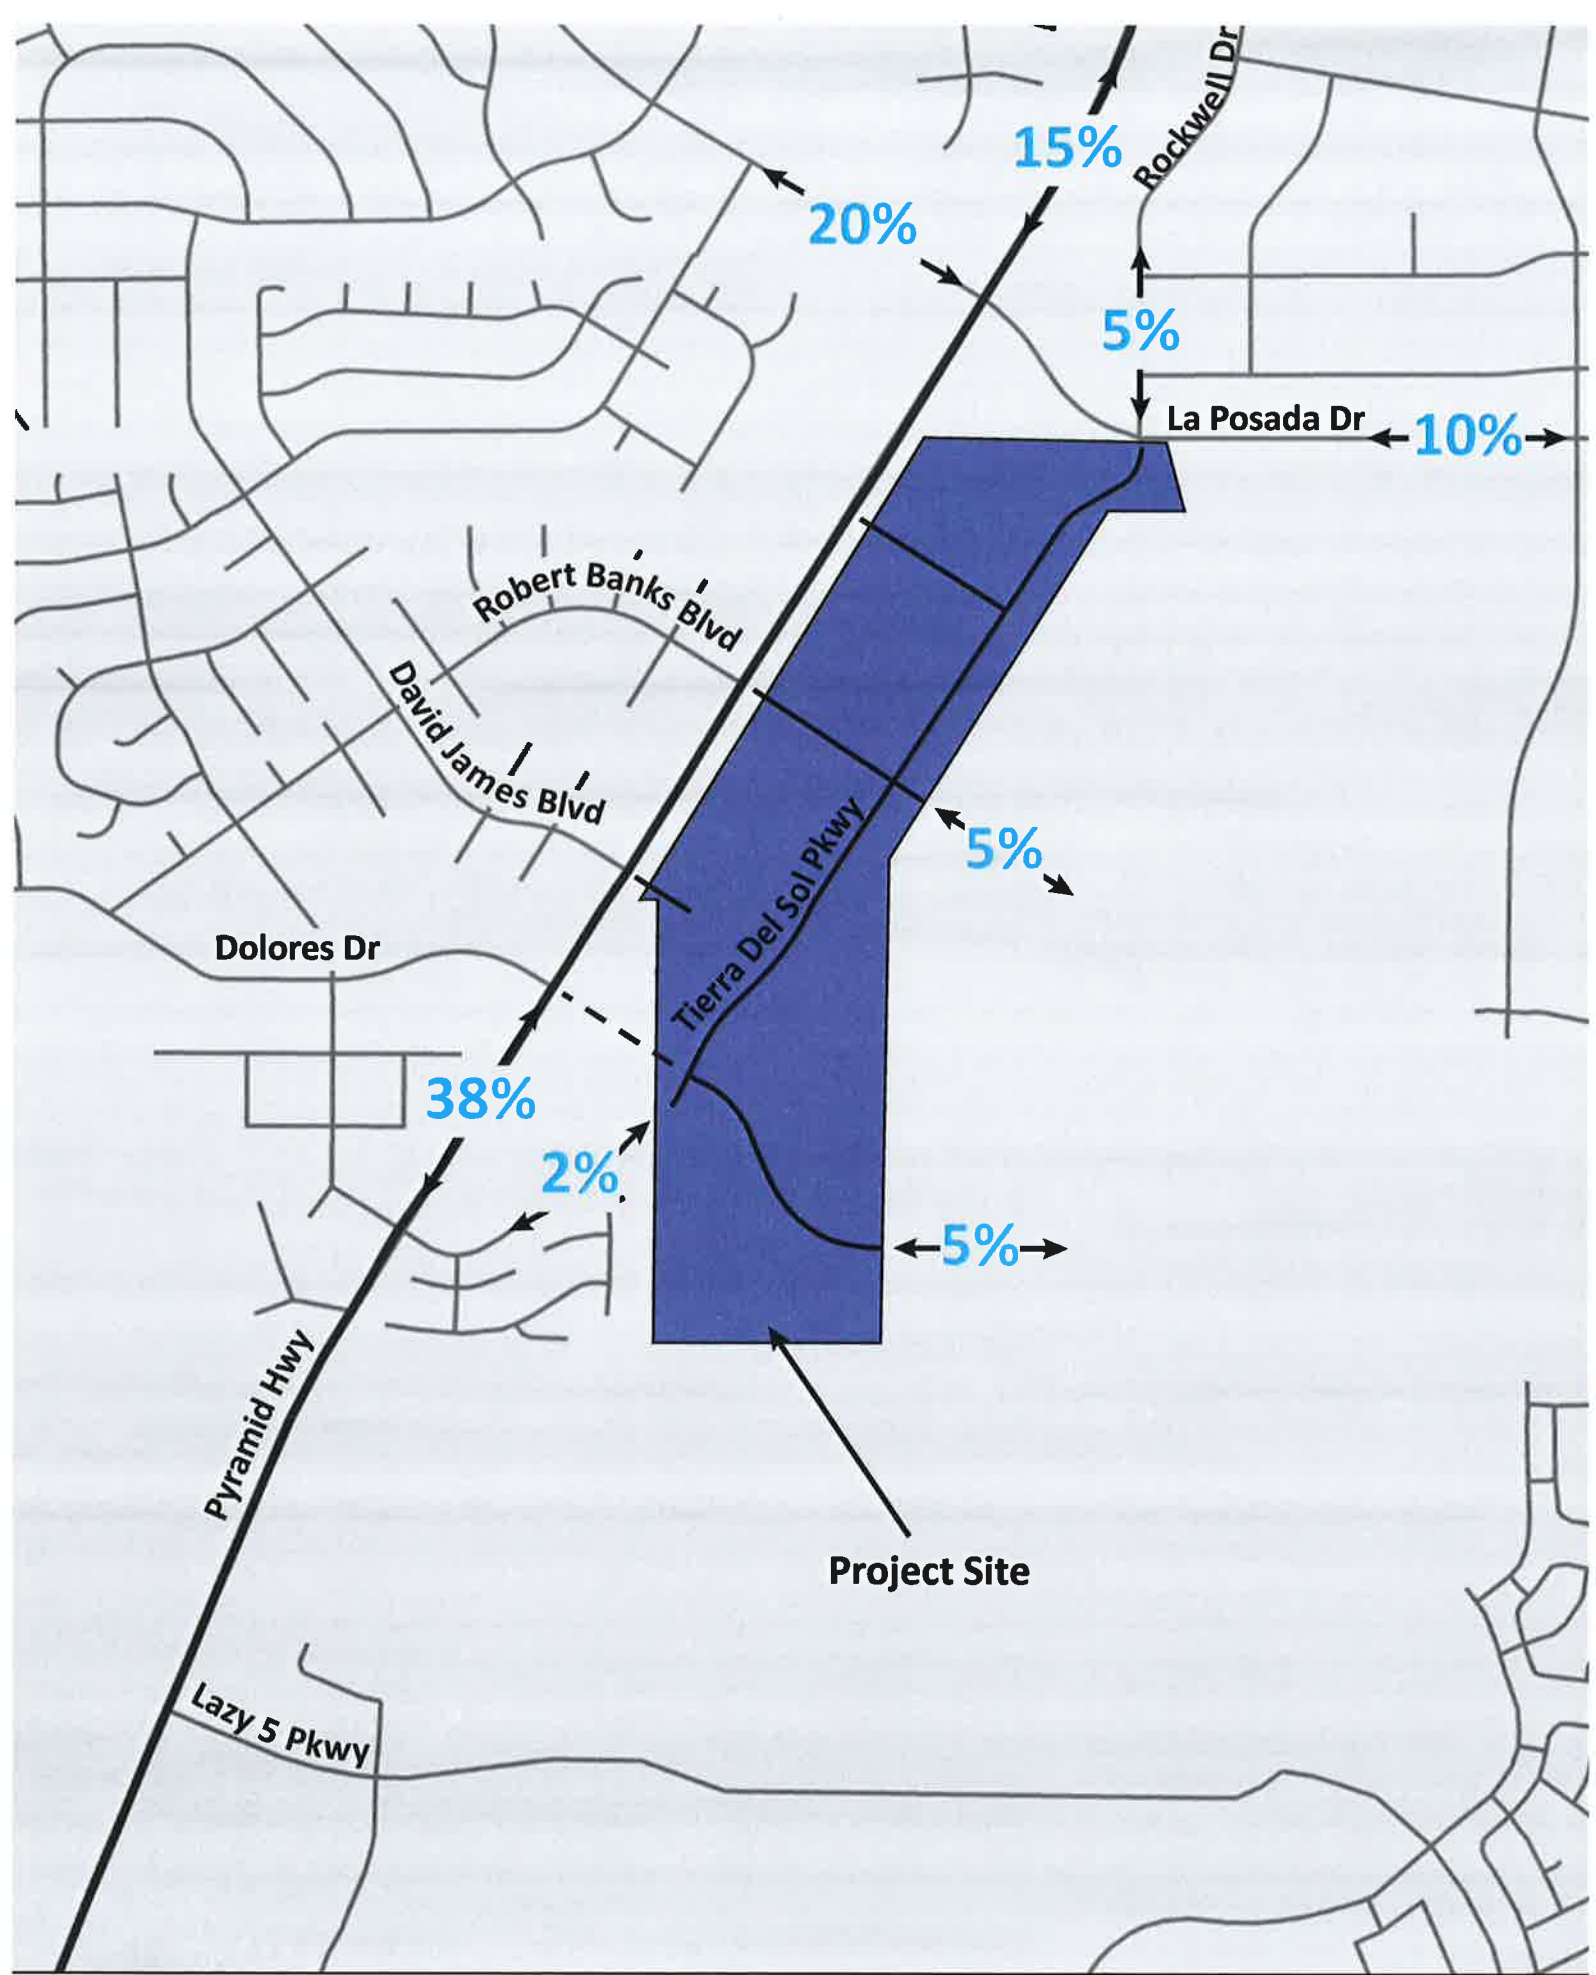 Rockwell Dr
15%
20%
5%
La Posada Dr
10%
Robert Banks Blvd
David James Blvd
5%
Tierra Del Sol Pkwy
Dolores Dr
38%
2%
5%
Pyramid Hwy
Project Site
Lazy 5 Pkwy